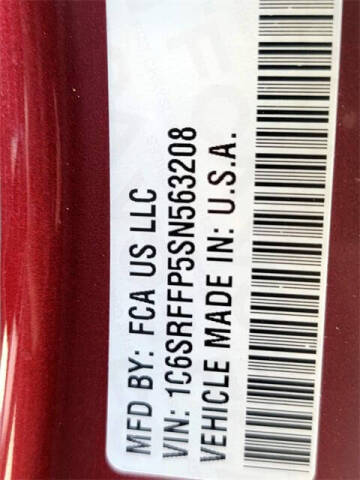 MFD BY: FCA US LLC
VIN: 1C6SRFFP5SN563208
VEHICLE MADE IN: U.S.A.